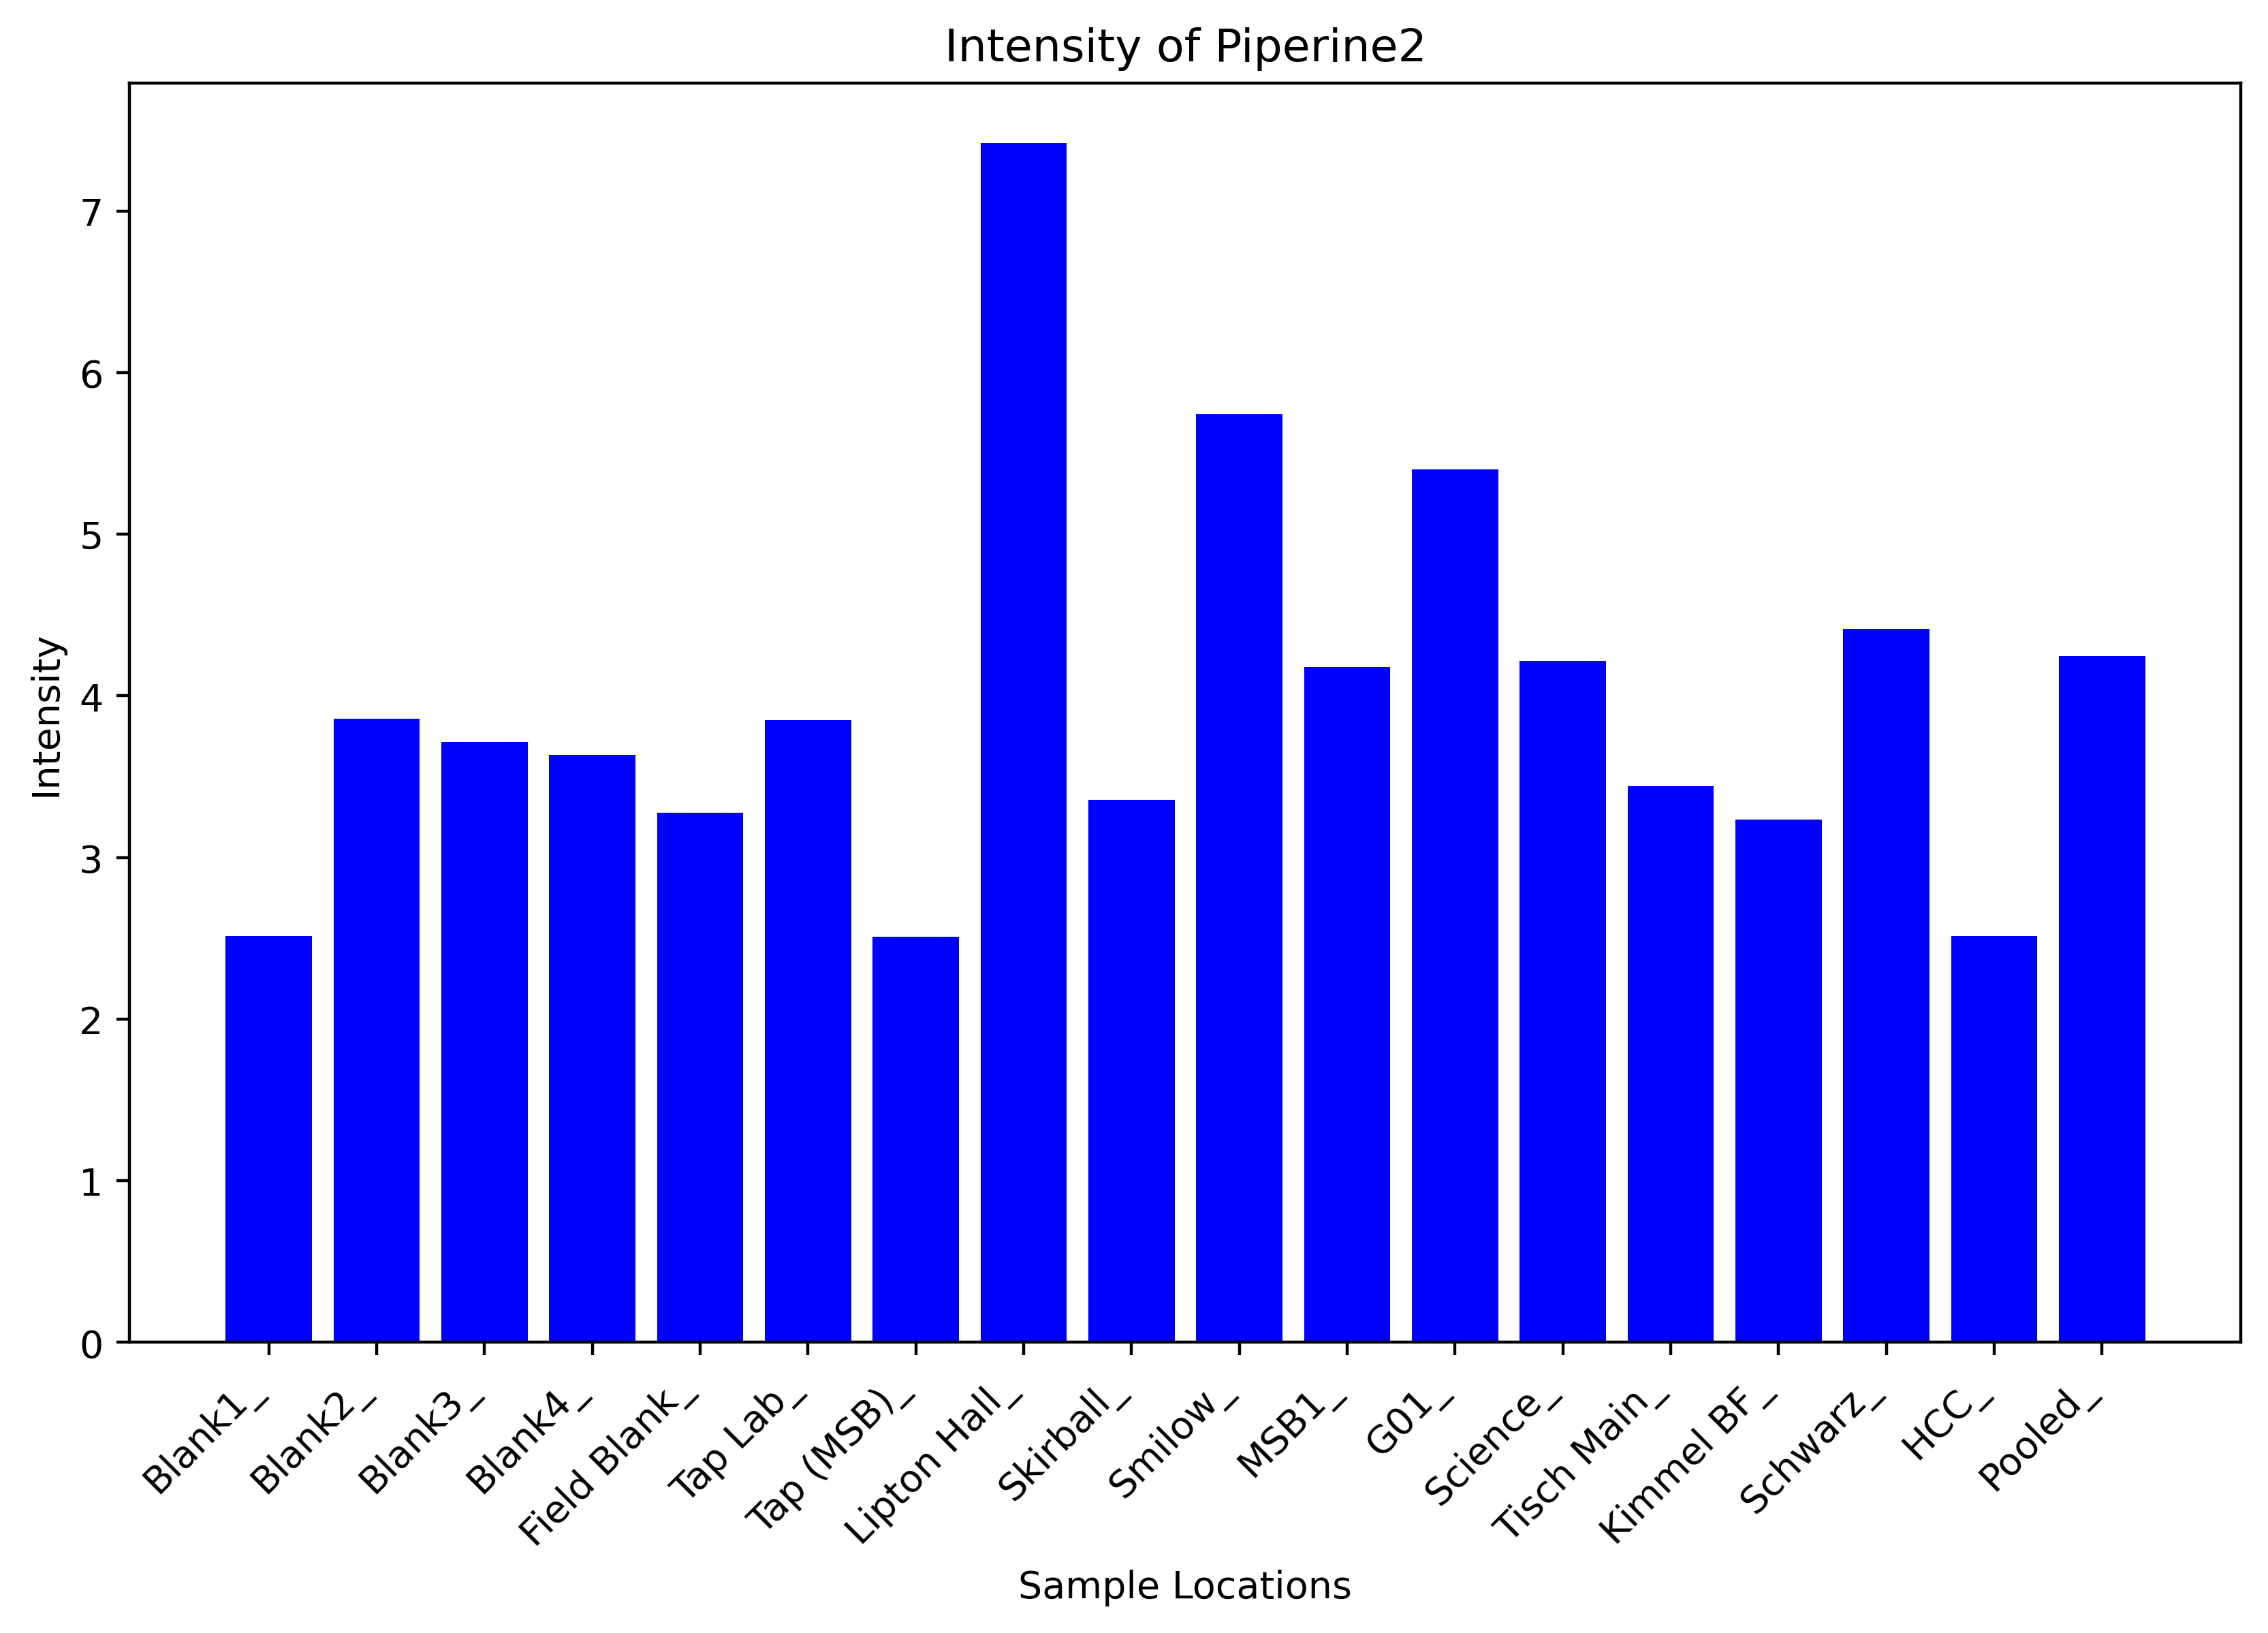 Intensity of Piperine2
Intensity
7
6
5
4
3
2
1
0
Blank1_
Blank2_
Blank3_
Blank4_
Field Blank_
Tap Lab_
Tap (MSB)_
Lipton Hall_
Skirball_
Smilow_
MSB1_
G01_
Science_
Tisch Main_
Kimmel BF_
Schwarz_
HCC_
Pooled_
Sample Locations